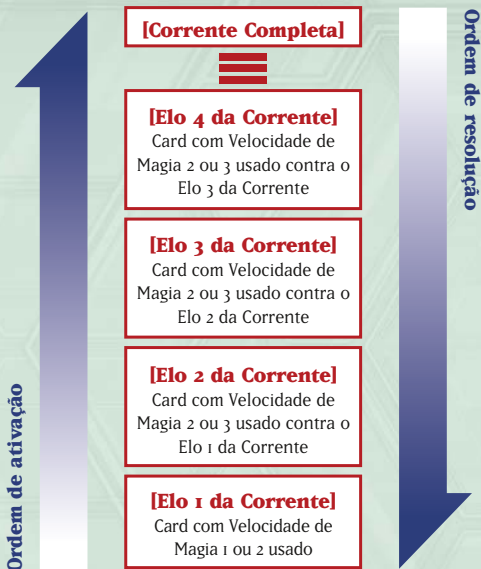 [Corrente Completa]
[Elo 4 da Corrente]
Card com Velocidade de
Magia 2 ou 3 usado contra o
Elo 3 da Corrente
[Elo 3 da Corrente]
Card com Velocidade de
Magia 2 ou 3 usado contra o
Elo 2 da Corrente
[Elo 2 da Corrente]
Card com Velocidade de
Magia 2 ou 3 usado contra o
Elo 1 da Corrente
[Elo 1 da Corrente]
Card com Velocidade de
Magia 1 ou 2 usado
Ordem de ativação
Ordem de resolução